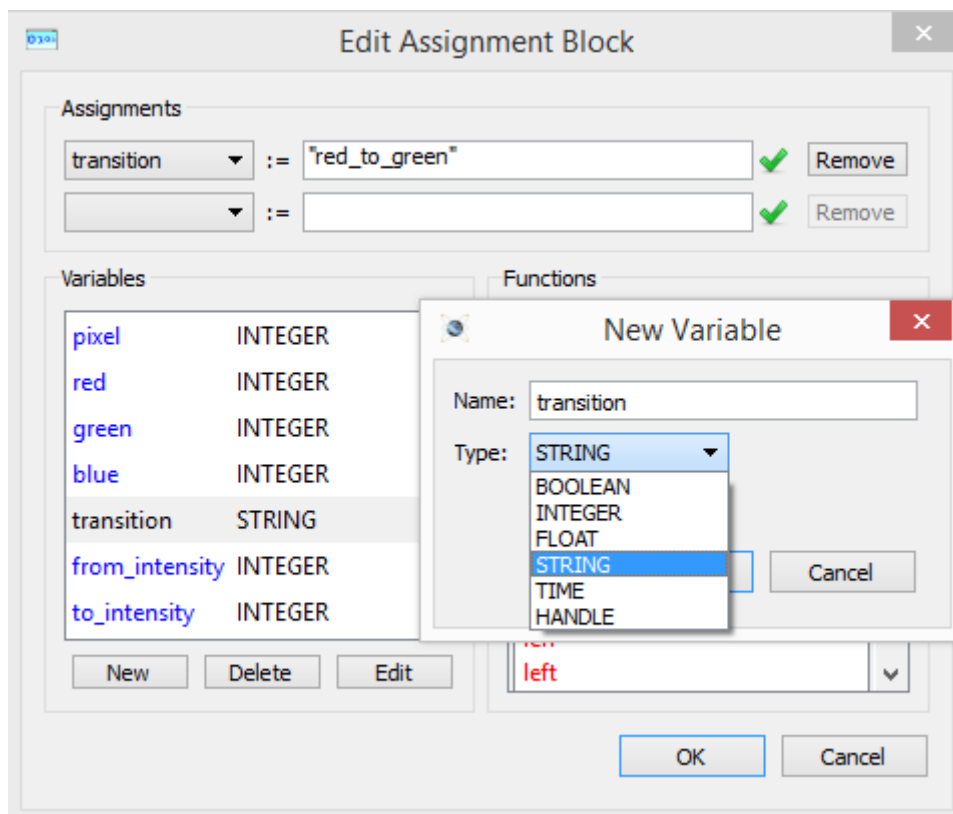 Edit Assignment Block
Assignments
transition := "red_to_green" Remove
:= Remove
Variables
pixel INTEGER
red INTEGER
green INTEGER
blue INTEGER
transition STRING
from_intensity INTEGER
to_intensity INTEGER
New Delete Edit
Functions
New Variable
Name: transition
Type: STRING
BOOLEAN
INTEGER
FLOAT
STRING
TIME
HANDLE
Cancel
left
OK Cancel